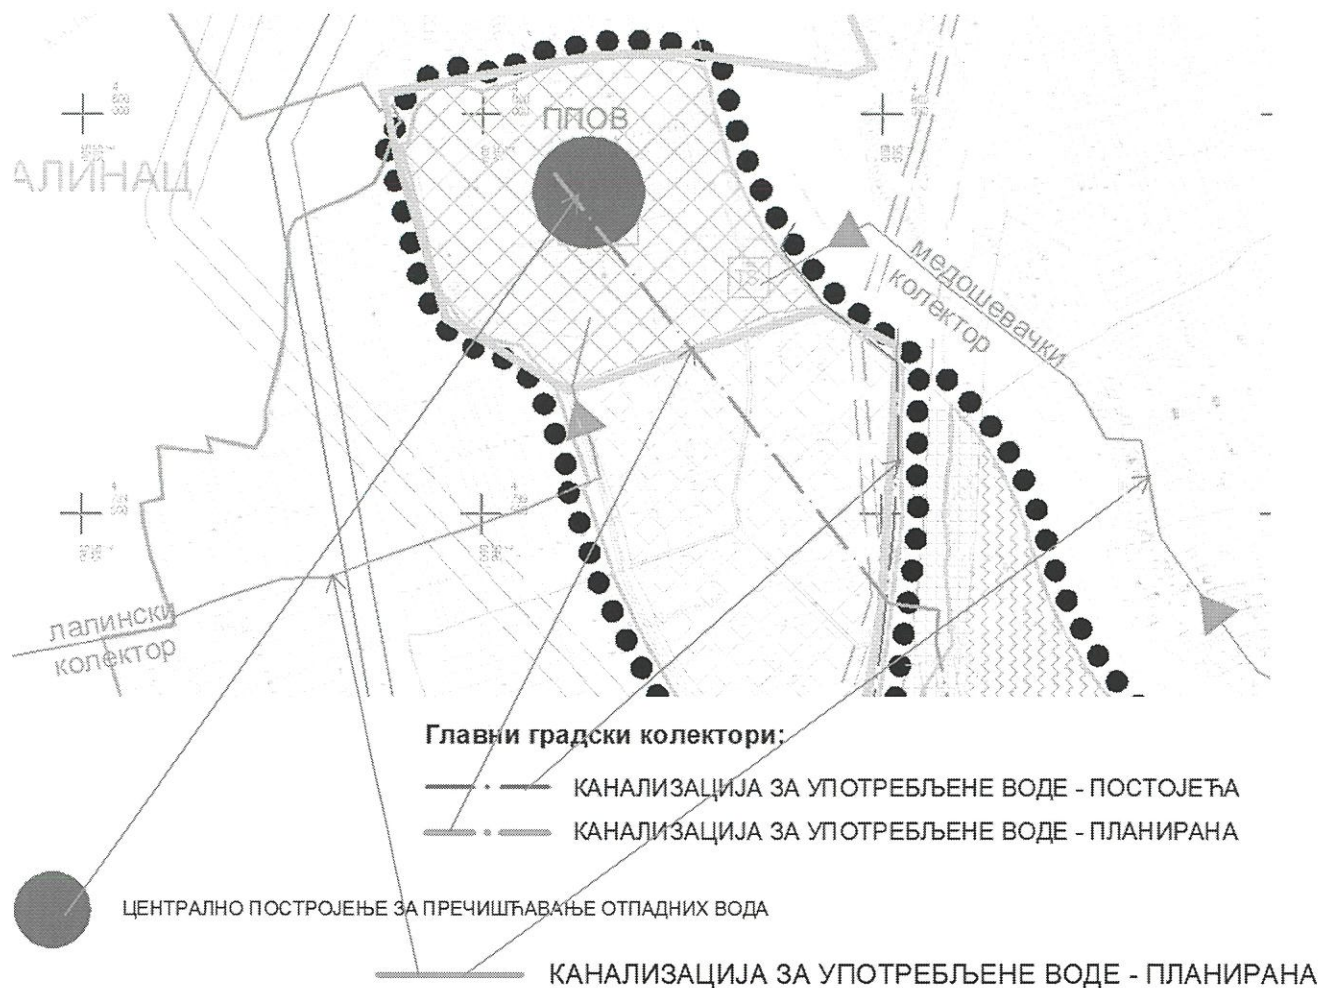 ППОВ
АЛИНАЦ
медошевачки
колектор
лалински
колектор
Главни градски колектори:
КАНАЛИЗАЦИЈА ЗА УПОТРЕБЉЕНЕ ВОДЕ - ПОСТОЈЕЋА
КАНАЛИЗАЦИЈА ЗА УПОТРЕБЉЕНЕ ВОДЕ - ПЛАНИРАНА
ЦЕНТРАЛНО ПОСТРОЈЕЊЕ ЗА ПРЕЧИШЋАВАЊЕ ОТПАДНИХ ВОДА
КАНАЛИЗАЦИЈА ЗА УПОТРЕБЉЕНЕ ВОДЕ - ПЛАНИРАНА